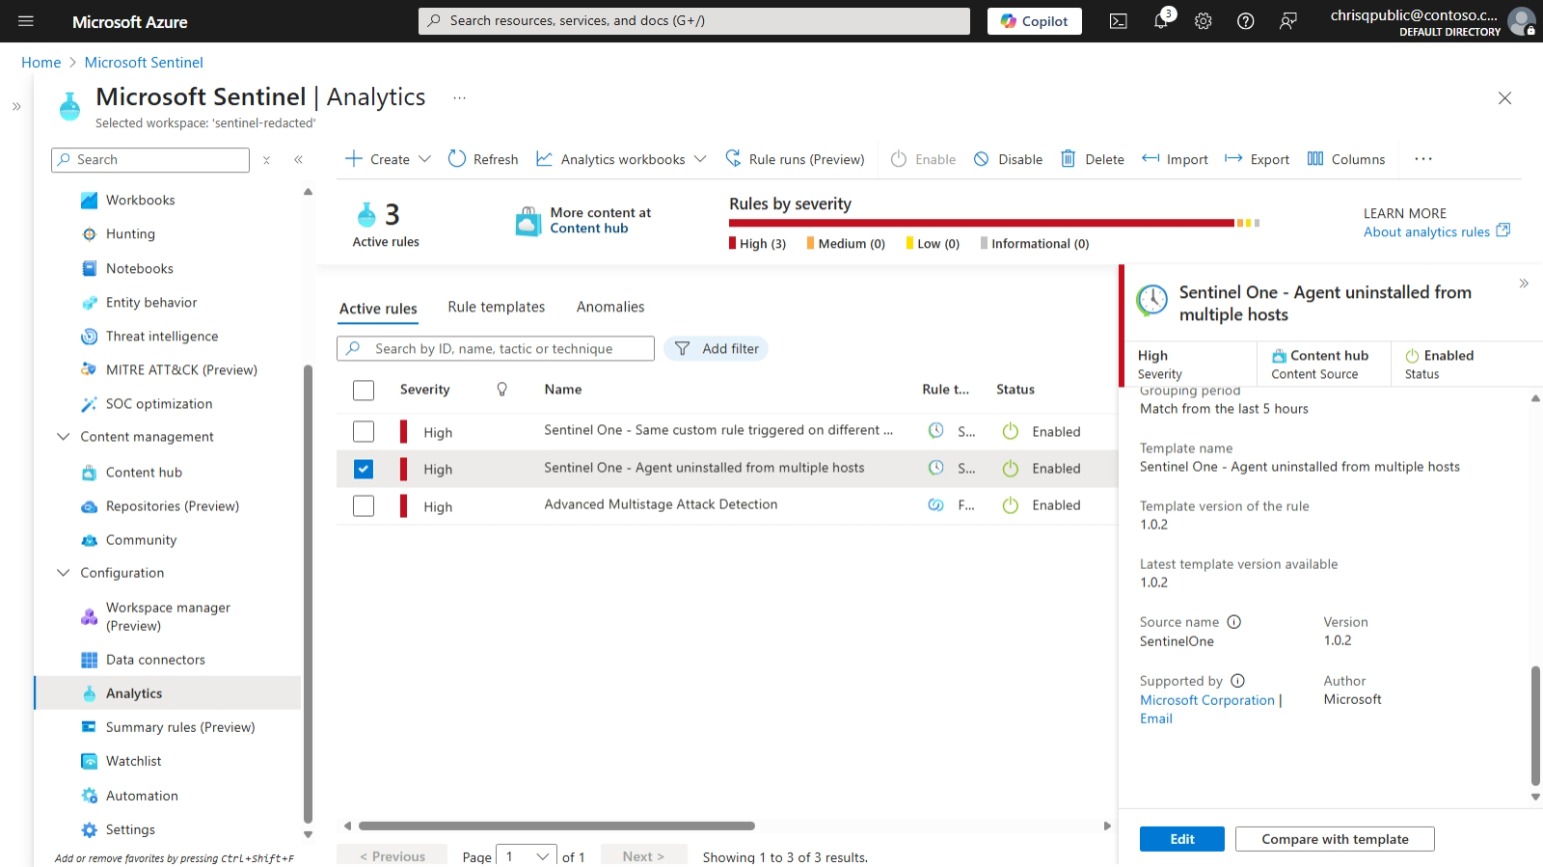 Microsoft Azure
Search resources, services, and docs (G+/)
Copilot
3
chrisqpublic@contoso.c...
DEFAULT DIRECTORY
Home > Microsoft Sentinel
Microsoft Sentinel | Analytics ...
Selected workspace: 'sentinel-redacted'
Search
Workbooks
Hunting
Notebooks
Entity behavior
Threat intelligence
MITRE ATT&CK (Preview)
SOC optimization
Content management
Content hub
Repositories (Preview)
Community
Configuration
Workspace manager
(Preview)
Data connectors
Analytics
Summary rules (Preview)
Watchlist
Automation
Settings
Add or remove favorites by pressing Ctrl+Shift+F
Create
Refresh
Analytics workbooks
Rule runs (Preview)
Enable
Disable
Delete
Import
Export
Columns
...
3
Active rules
More content at
Content hub
Rules by severity
High (3) Medium (0) Low (0) Informational (0)
LEARN MORE
About analytics rules
Active rules Rule templates Anomalies
Search by ID, name, tactic or technique
Add filter
Severity Name Rule t... Status
High Sentinel One - Same custom rule triggered on different ... S... Enabled
High Sentinel One - Agent uninstalled from multiple hosts S... Enabled
High Advanced Multistage Attack Detection F... Enabled
< Previous Page 1 of 1 Next > Showing 1 to 3 of 3 results.
Sentinel One - Agent uninstalled from
multiple hosts
High Content hub Enabled
Severity Content Source Status
Grouping period
Match from the last 5 hours
Template name
Sentinel One - Agent uninstalled from multiple hosts
Template version of the rule
1.0.2
Latest template version available
1.0.2
Source name Version
SentinelOne 1.0.2
Supported by Author
Microsoft Corporation | Microsoft
Email
Edit Compare with template